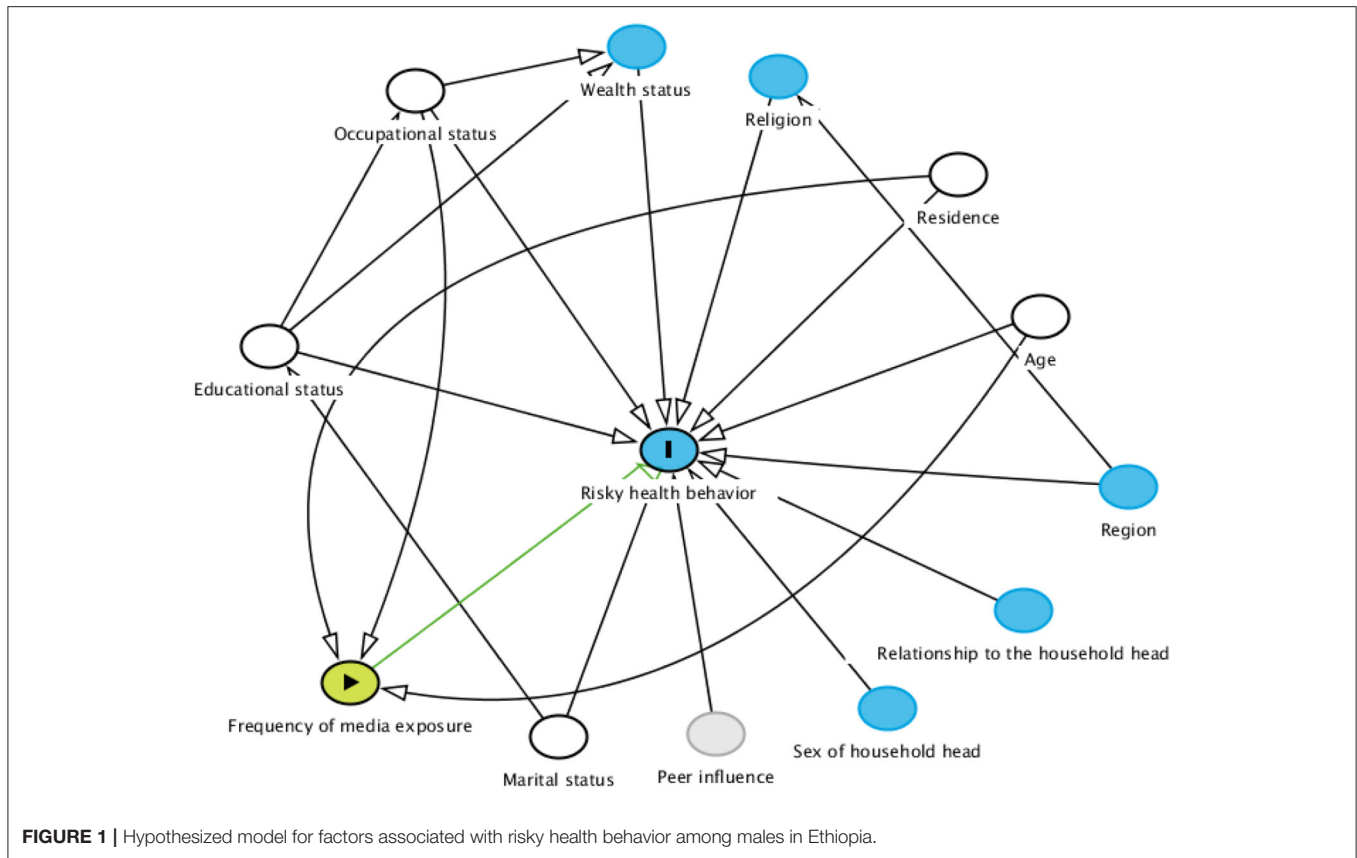 Wealth status
Religion
Occupational status
Residence
Age
Educational status
Risky health behavior
Region
Relationship to the household head
Frequency of media exposure
Sex of household head
Marital status
Peer influence
FIGURE 1 | Hypothesized model for factors associated with risky health behavior among males in Ethiopia.